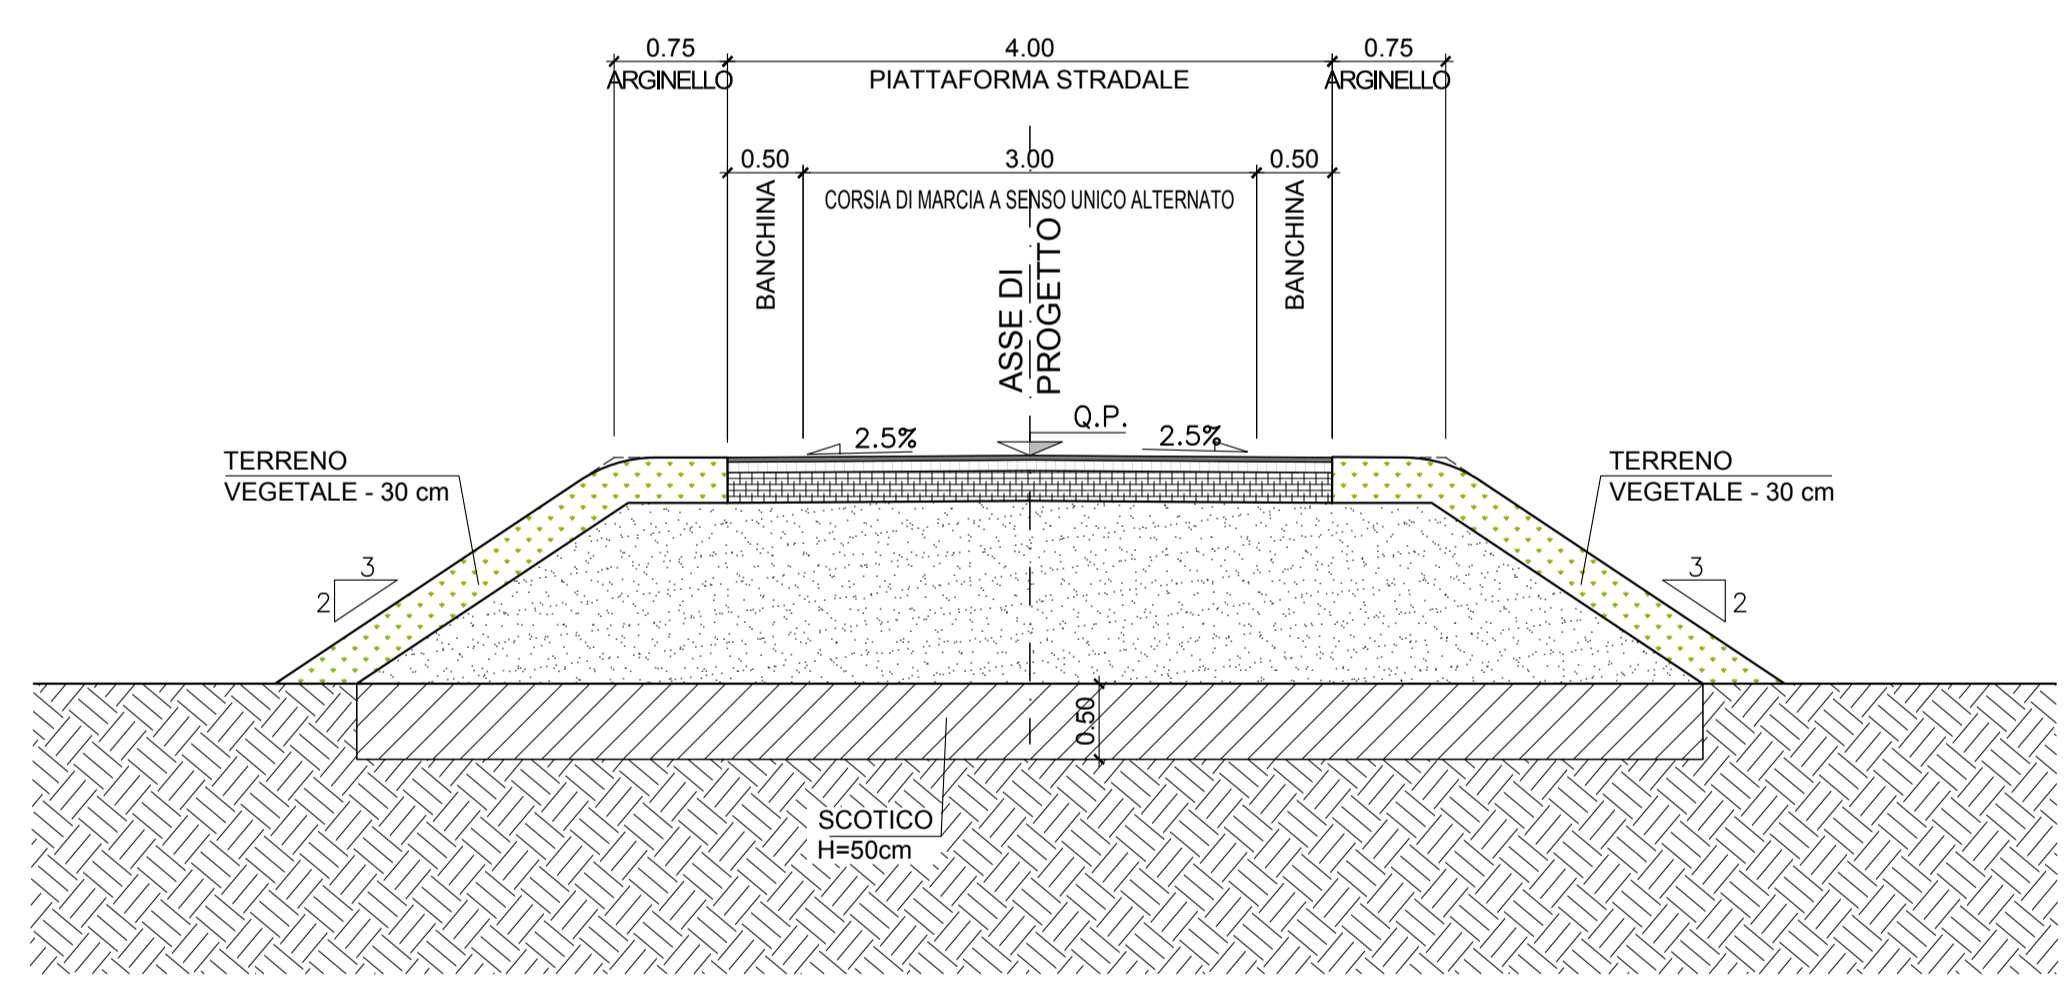 0.75
4.00
0.75
ARGINELLO
PIATTAFORMA STRADALE
ARGINELLO
0.50
3.00
0.50
BANCHINA
CORSIA DI MARCIA A SENSO UNICO ALTERNATO
BANCHINA
ASSE DI
PROGETTO
Q.P.
2.5%
2.5%
TERRENO
VEGETALE - 30 cm
TERRENO
VEGETALE - 30 cm
3
2
3
2
0.50
SCOTICO
H=50cm